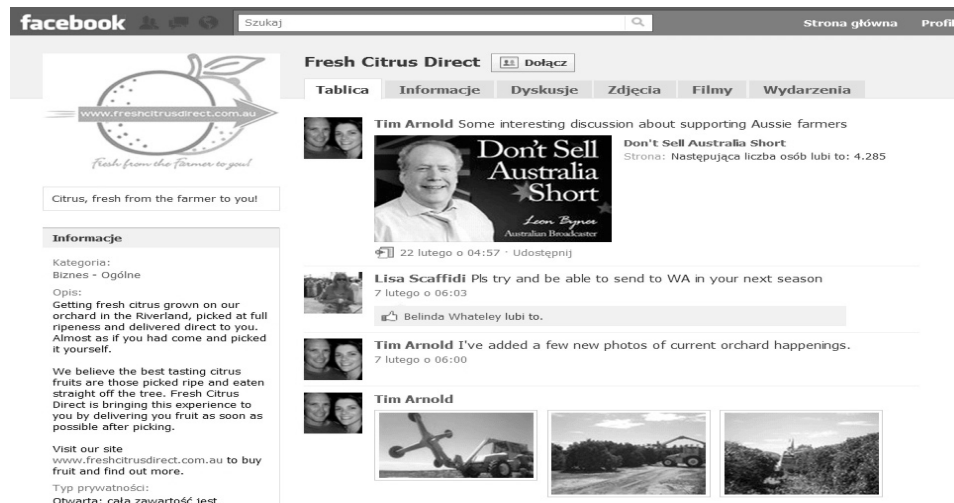 facebook
Szukaj
Strona główna
Profil
www.freshcitrusdirect.com.au
Fresh from the Farmer to you!
Citrus, fresh from the farmer to you!
Informacje
Kategoria:
Biznes - Ogólne
Opis:
Getting fresh citrus grown on our
orchard in the Riverland, picked at full
ripeness and delivered direct to you.
Almost as if you had come and picked
it yourself.
We believe the best tasting citrus
fruits are those picked ripe and eaten
straight off the tree. Fresh Citrus
Direct is bringing this experience to
you by delivering you fruit as soon as
possible after picking.
Visit our site
www.freshcitrusdirect.com.au to buy
fruit and find out more.
Typ prywatności:
Otwarta: cała zawartość jest
Fresh Citrus Direct
Dołącz
Tablica Informacje Dyskusje Zdjęcia Filmy Wydarzenia
Tim Arnold Some interesting discussion about supporting Aussie farmers
Don't Sell
Australia
Short
Leon Byner
Australian Broadcaster
Don't Sell Australia Short
Strona: Następująca liczba osób lubi to: 4.285
22 lutego o 04:57 · Udostępnij
Lisa Scaffidi Pls try and be able to send to WA in your next season
7 lutego o 06:03
Belinda Whateley lubi to.
Tim Arnold I've added a few new photos of current orchard happenings.
7 lutego o 06:00
Tim Arnold